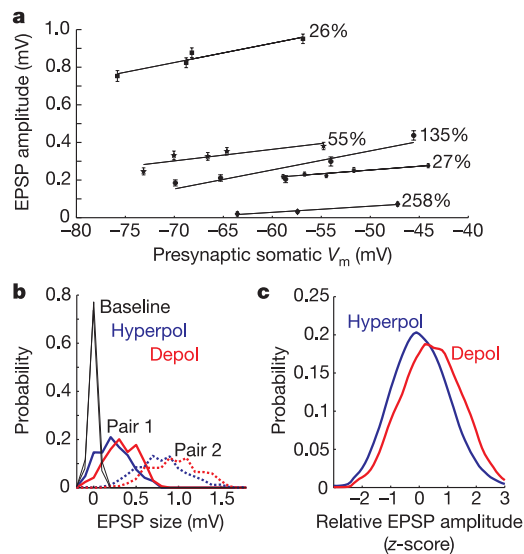 a
EPSP amplitude (mV)
1.0
0.8
0.6
0.4
0.2
0
26%
55%
135%
27%
258%
−80 −75 −70 −65 −60 −55 −50 −45 −40
Presynaptic somatic Vm (mV)
b
Probability
0.8
0.4
0.2
0
Baseline
Hyperpol
Depol
Pair 1
Pair 2
0 0.5 1.0 1.5
EPSP size (mV)
c
Probability
0.25
0.2
0.15
0.1
0.05
0
Hyperpol
Depol
−2 −1 0 1 2 3
Relative EPSP amplitude
(z-score)